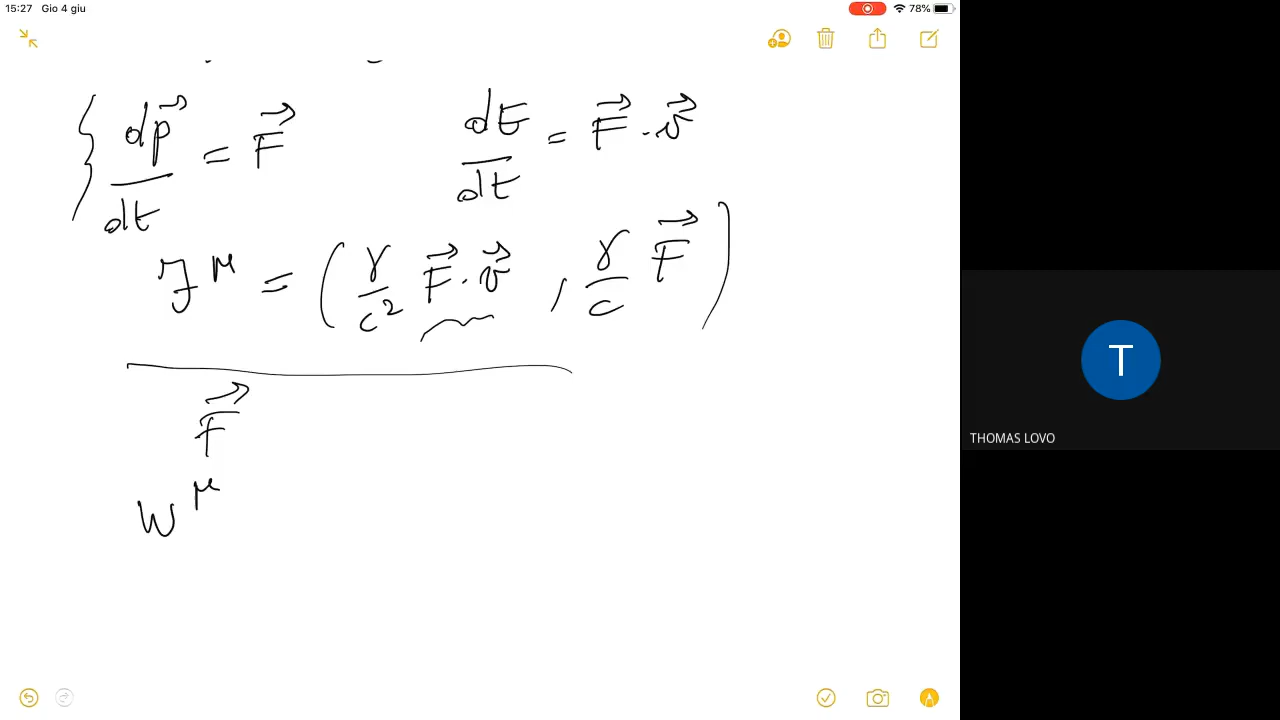 15:27 Gio 4 giu 78%
{ dp⃗/dt = F⃗    dE/dt = F⃗ · v⃗
F^μ = ( γ/c² F⃗ · v⃗ , γ/c F⃗ )
F⃗
w^μ
T
THOMAS LOVO